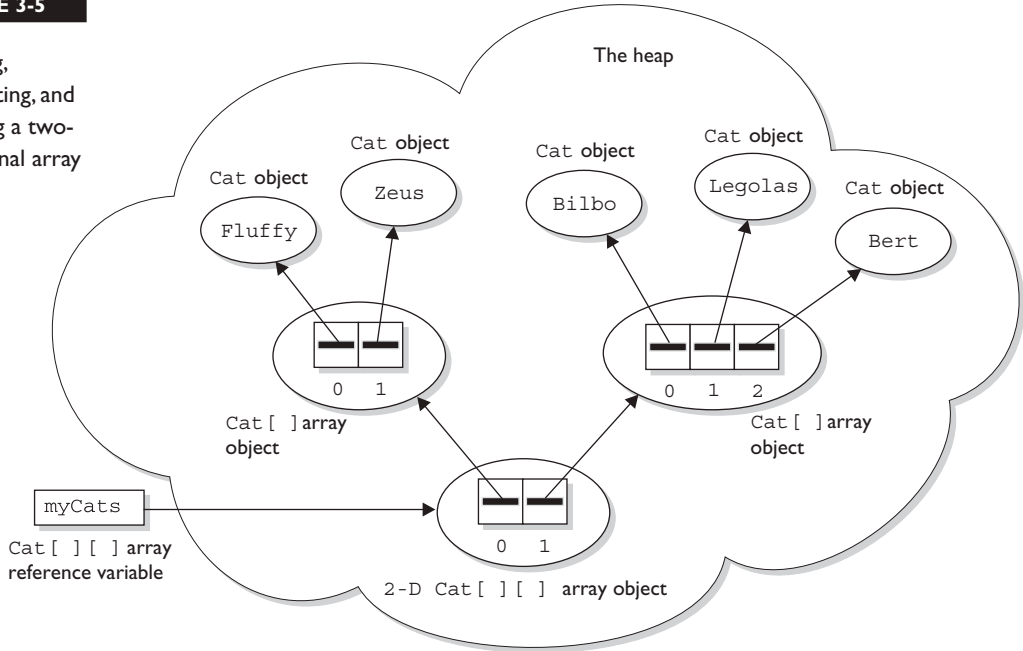 E 3-5
g,
ting, and
g a two-
nal array
The heap
Cat object
Zeus
Cat object
Fluffy
Cat object
Bilbo
Cat object
Legolas
Cat object
Bert
0 1
Cat[ ] array
object
0 1 2
Cat[ ] array
object
myCats
Cat[ ][ ] array
reference variable
0 1
2-D Cat[ ][ ] array object